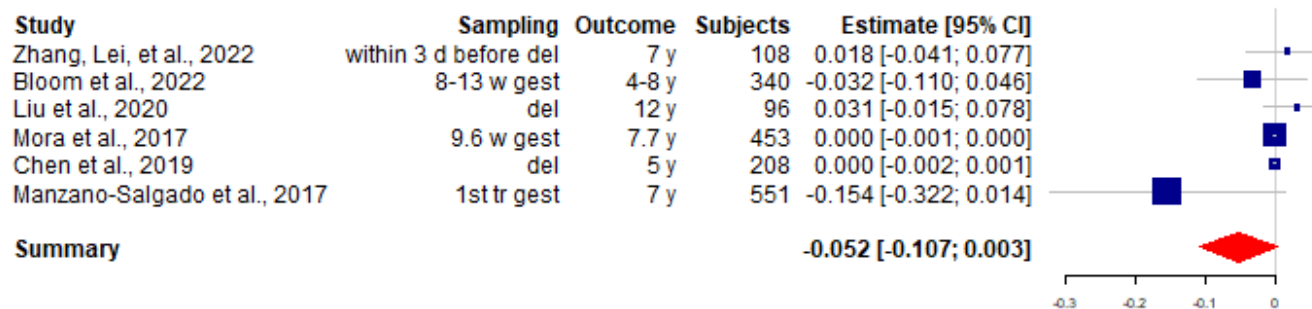 Study Sampling Outcome Subjects Estimate [95% CI]
Zhang, Lei, et al., 2022 within 3 d before del 7 y 108 0.018 [-0.041; 0.077]
Bloom et al., 2022 8-13 w gest 4-8 y 340 -0.032 [-0.110; 0.046]
Liu et al., 2020 del 12 y 96 0.031 [-0.015; 0.078]
Mora et al., 2017 9.6 w gest 7.7 y 453 0.000 [-0.001; 0.000]
Chen et al., 2019 del 5 y 208 0.000 [-0.002; 0.001]
Manzano-Salgado et al., 2017 1st tr gest 7 y 551 -0.154 [-0.322; 0.014]
Summary -0.052 [-0.107; 0.003]
-0.3 -0.2 -0.1 0